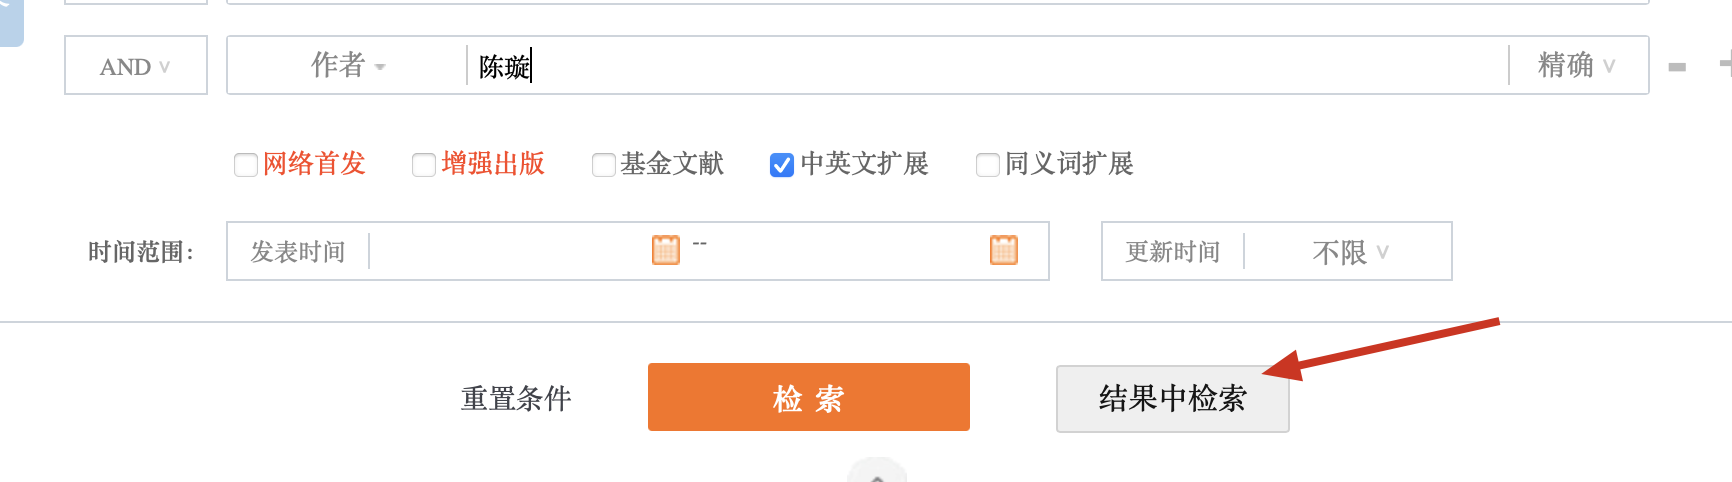 AND 作者 陈璇 精确
网络首发 增强出版 基金文献 中英文扩展 同义词扩展
时间范围: 发表时间 -- 更新时间 不限
重置条件 检索 结果中检索